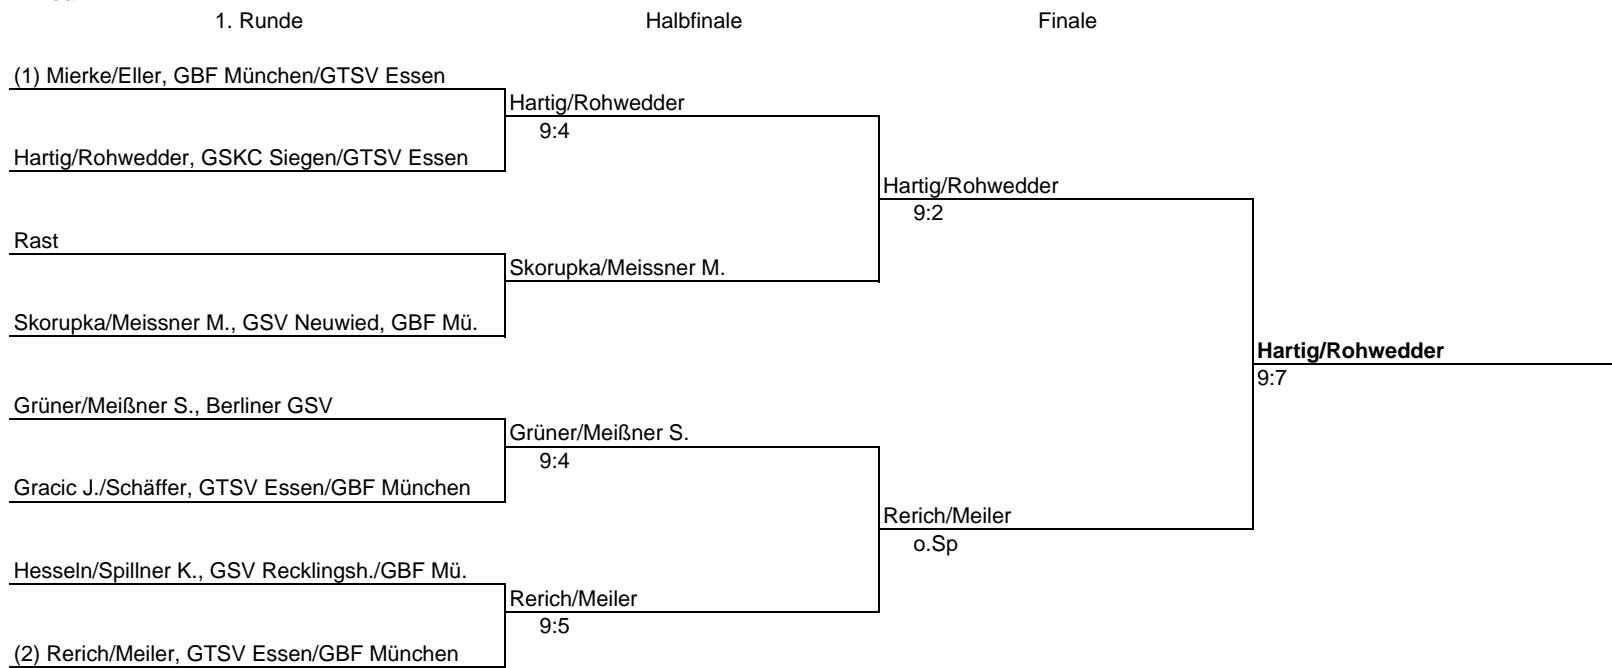 1. Runde Halbfinale Finale
(1) Mierke/Eller, GBF München/GTSV Essen
Hartig/Rohwedder
9:4
Hartig/Rohwedder, GSKC Siegen/GTSV Essen
Hartig/Rohwedder
9:2
Rast
Skorupka/Meissner M.
Skorupka/Meissner M., GSV Neuwied, GBF Mü.
Hartig/Rohwedder
9:7
Grüner/Meißner S., Berliner GSV
Grüner/Meißner S.
9:4
Gracic J./Schäffer, GTSV Essen/GBF München
Rerich/Meiler
o.Sp
Hesseln/Spillner K., GSV Recklingsh./GBF Mü.
Rerich/Meiler
9:5
(2) Rerich/Meiler, GTSV Essen/GBF München